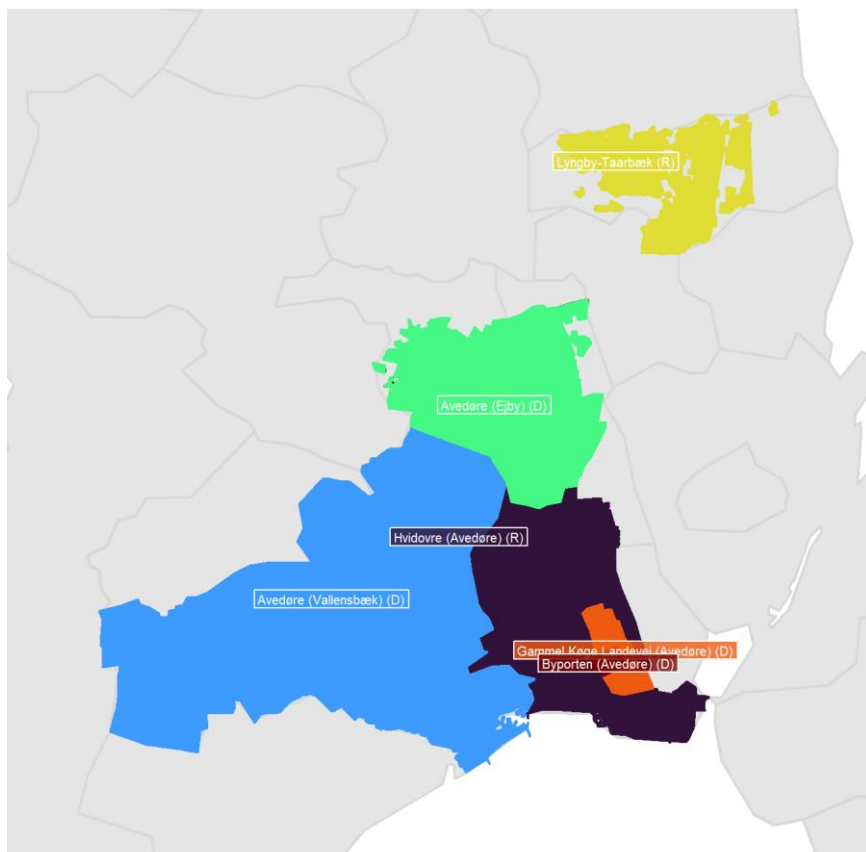 Lyngby-Taarbæk (R)
Avedøre (Ejby) (D)
Hvidovre (Avedøre) (R)
Avedøre (Vallensbæk) (D)
Gammel Køge Landevej (Avedøre) (D)
Byporten (Avedøre) (D)